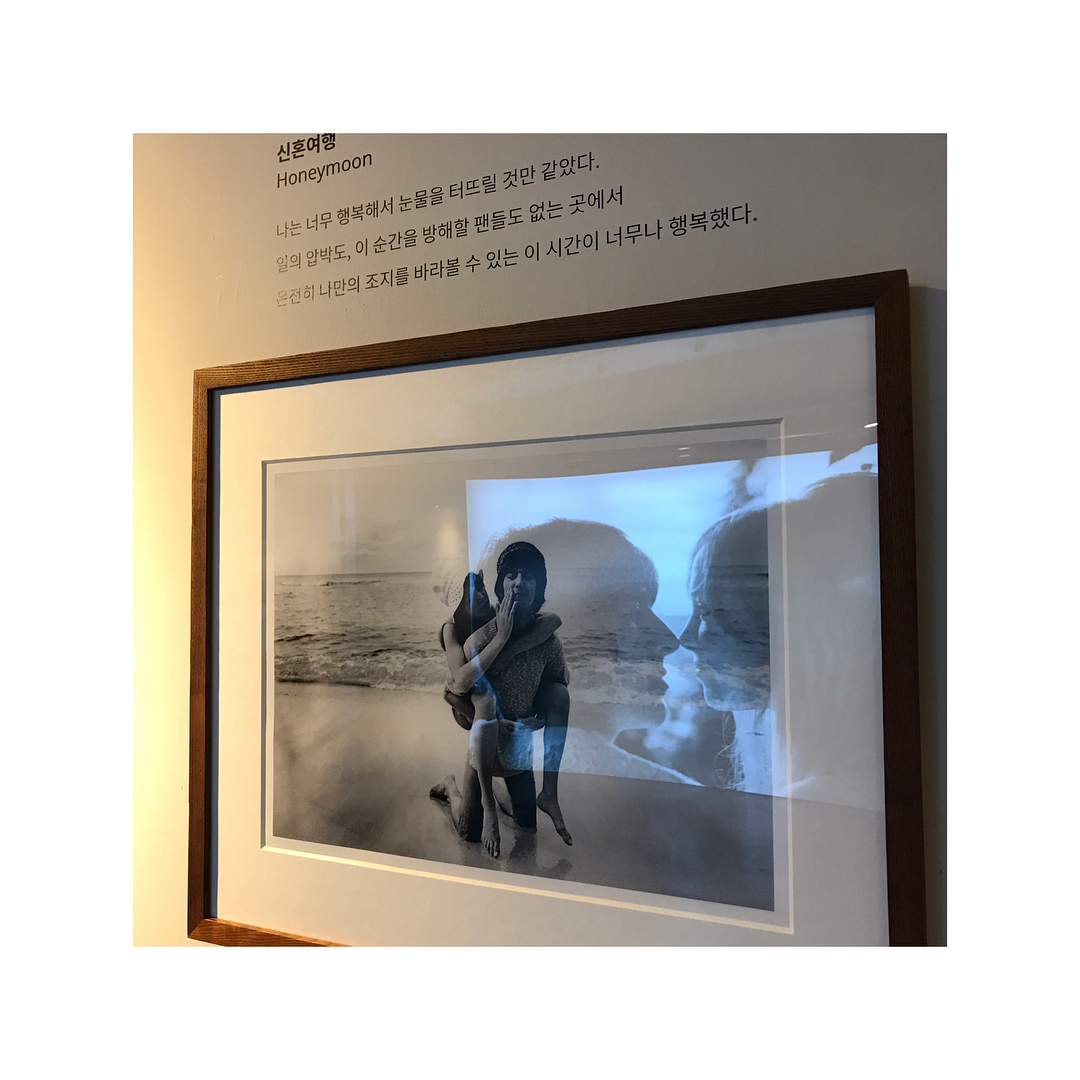 신혼여행
Honeymoon
나는 너무 행복해서 눈물을 터뜨릴 것만 같았다.
일의 압박도, 이 순간을 방해할 팬들도 없는 곳에서
온전히 나만의 조지를 바라볼 수 있는 이 시간이 너무나 행복했다.